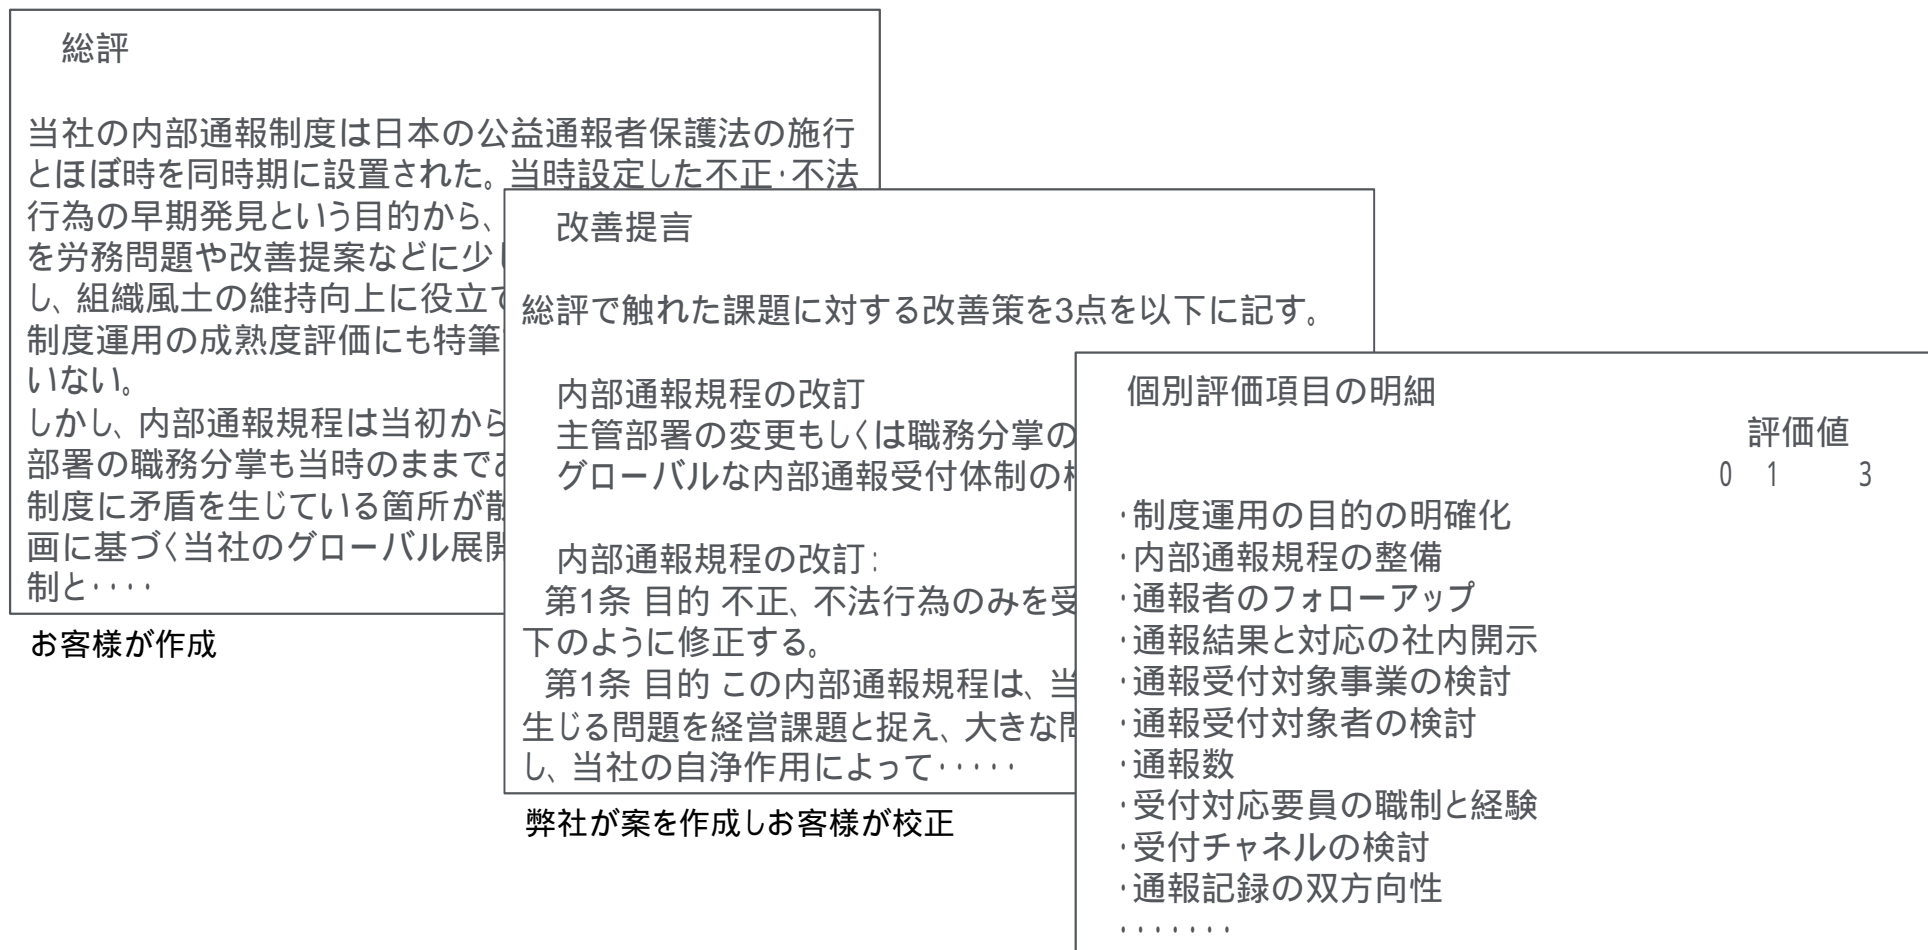 総評
当社の内部通報制度は日本の公益通報者保護法の施行
とほぼ時を同時期に設置された。当時設定した不正・不法
行為の早期発見という目的から、
を労務問題や改善提案などに少し
し、組織風土の維持向上に役立て
制度運用の成熟度評価にも特筆
いない。
しかし、内部通報規程は当初から
部署の職務分掌も当時のままであ
制度に矛盾を生じている箇所が散
画に基づく当社のグローバル展開
制と・・・・
お客様が作成
改善提言
総評で触れた課題に対する改善策を3点を以下に記す。
内部通報規程の改訂
主管部署の変更もしくは職務分掌の
グローバルな内部通報受付体制の
内部通報規程の改訂:
第1条 目的 不正、不法行為のみを受
下のように修正する。
第1条 目的 この内部通報規程は、当
生じる問題を経営課題と捉え、大きな問
し、当社の自浄作用によって・・・・・
弊社が案を作成しお客様が校正
個別評価項目の明細
評価値
0 1 3
・制度運用の目的の明確化
・内部通報規程の整備
・通報者のフォローアップ
・通報結果と対応の社内開示
・通報受付対象事業の検討
・通報受付対象者の検討
・通報数
・受付対応要員の職制と経験
・受付チャネルの検討
・通報記録の双方向性
・・・・・・・